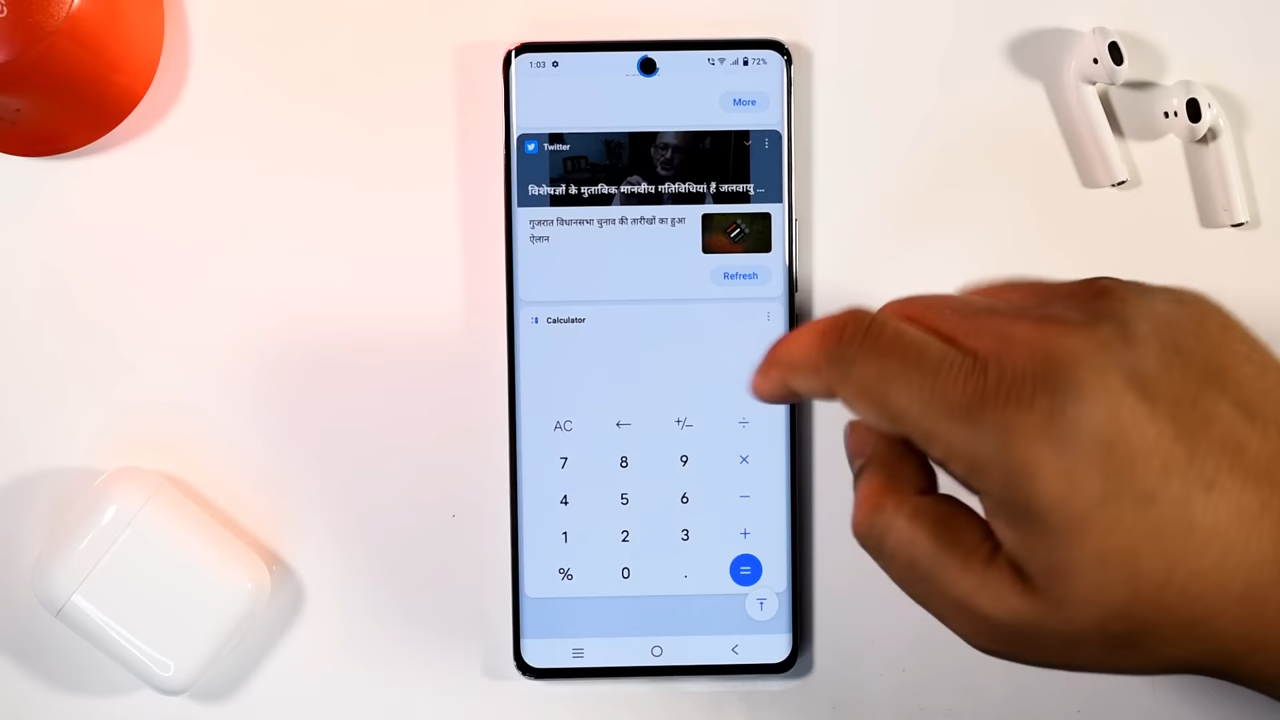 1:03
72%
More
Twitter
विशेषज्ञों के मुताबिक मानवीय गतिविधियां हैं जलवायु ...
गुजरात विधानसभा चुनाव की तारीखों का हुआ
ऐलान
Refresh
Calculator
AC ← +/− ÷
7 8 9 ×
4 5 6 −
1 2 3 +
% 0 . =